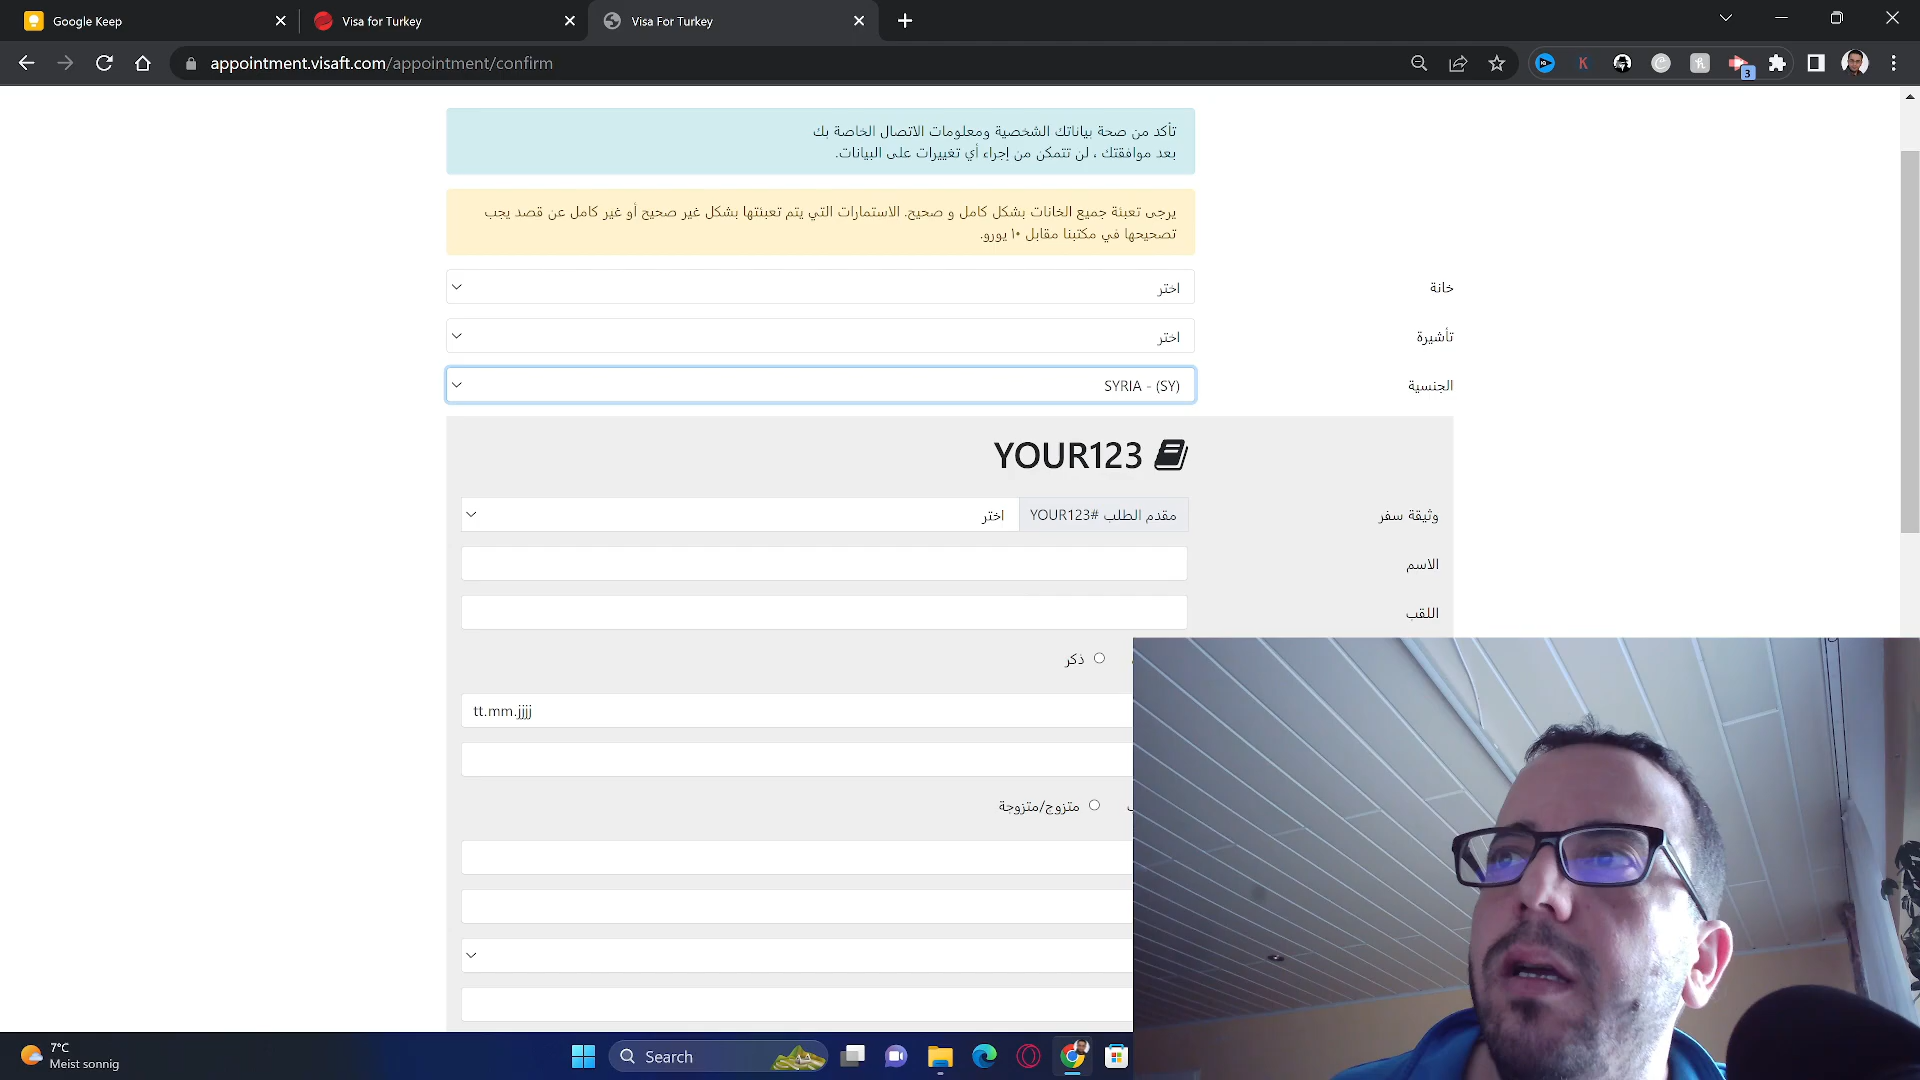 Google Keep
Visa for Turkey
Visa For Turkey
appointment.visaft.com/appointment/confirm
K
3
تأكد من صحة بياناتك الشخصية ومعلومات الاتصال الخاصة بك
بعد موافقتك ، لن تتمكن من إجراء أي تغييرات على البيانات.
يرجى تعبئة جميع الخانات بشكل كامل و صحيح. الاستمارات التي يتم تعبئتها بشكل غير صحيح أو غير كامل عن قصد يجب
تصحيحها في مكتبنا مقابل ١٠ يورو.
خانة
اختر
تأشيرة
اختر
الجنسية
SYRIA - (SY)
YOUR123
وثيقة سفر
مقدم الطلب #YOUR123
اختر
الاسم
اللقب
ذكر
tt.mm.jjjj
متزوج/متزوجة
7°C
Meist sonnig
Search